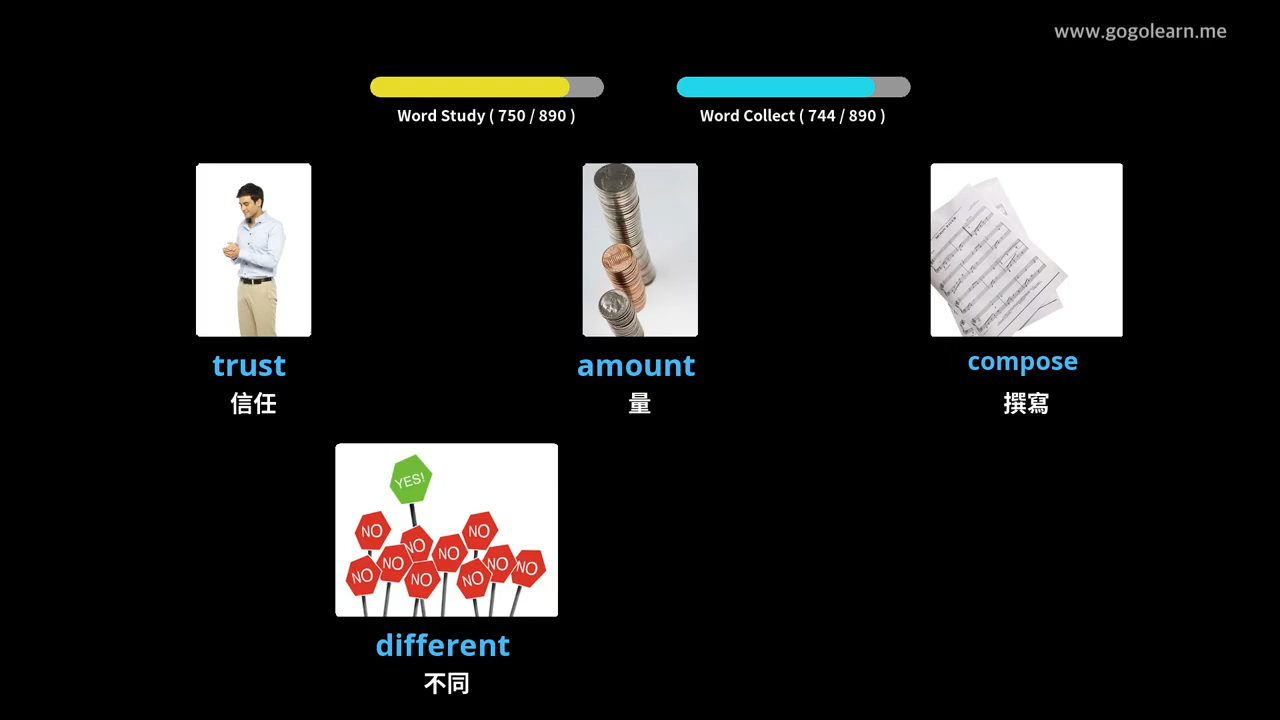 www.gogolearn.me
Word Study ( 750 / 890 )
Word Collect ( 744 / 890 )
trust
信任
amount
量
compose
撰寫
YES!
NO
NO
NO
NO
NO
NO
NO
NO
NO
NO
different
不同